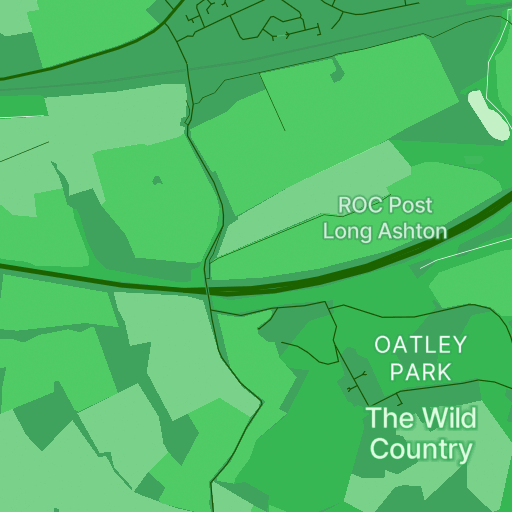 ROC Post
Long Ashton
OATLEY
PARK
The Wild
Country